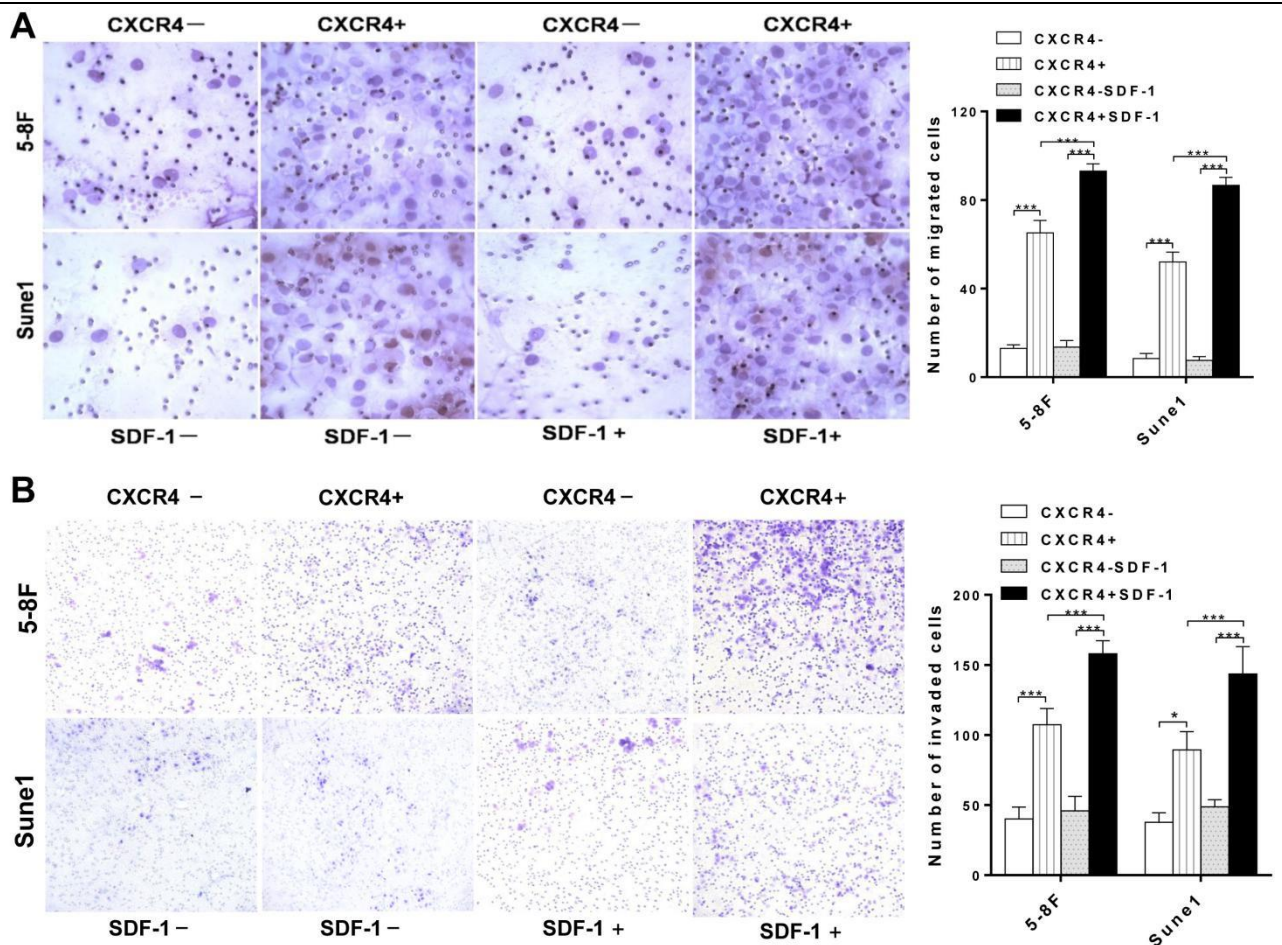 A
CXCR4— CXCR4+ CXCR4— CXCR4+
5-8F
Sune1
SDF-1— SDF-1— SDF-1+ SDF-1+
CXCR4-
CXCR4+
CXCR4-SDF-1
CXCR4+SDF-1
Number of migrated cells
120
80
40
0
*** *** *** *** *** ***
5-8F Sune1
B
CXCR4 - CXCR4+ CXCR4- CXCR4+
5-8F
Sune1
SDF-1- SDF-1- SDF-1 + SDF-1 +
CXCR4-
CXCR4+
CXCR4-SDF-1
CXCR4+SDF-1
Number of invaded cells
200
150
100
50
0
*** *** *** * *** ***
5-8F Sune1